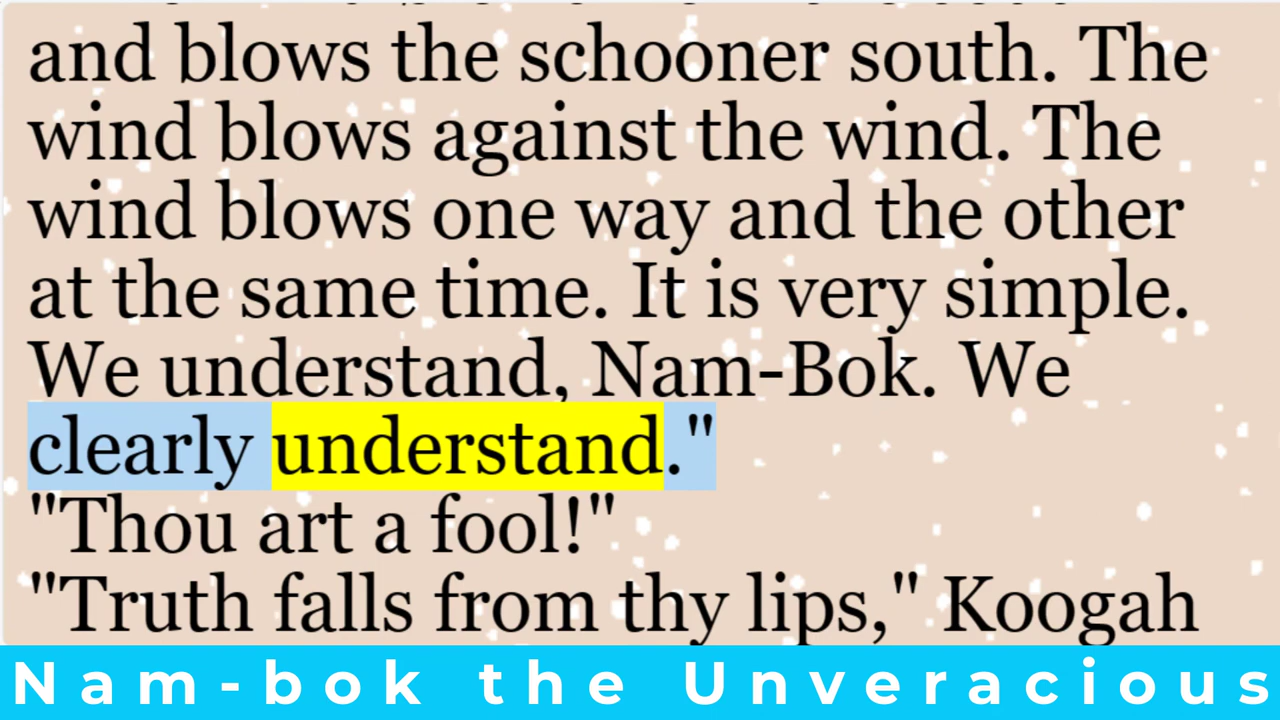 and blows the schooner south. The
wind blows against the wind. The
wind blows one way and the other
at the same time. It is very simple.
We understand, Nam-Bok. We
clearly understand."
"Thou art a fool!"
"Truth falls from thy lips," Koogah
Nam-bok the Unveracious